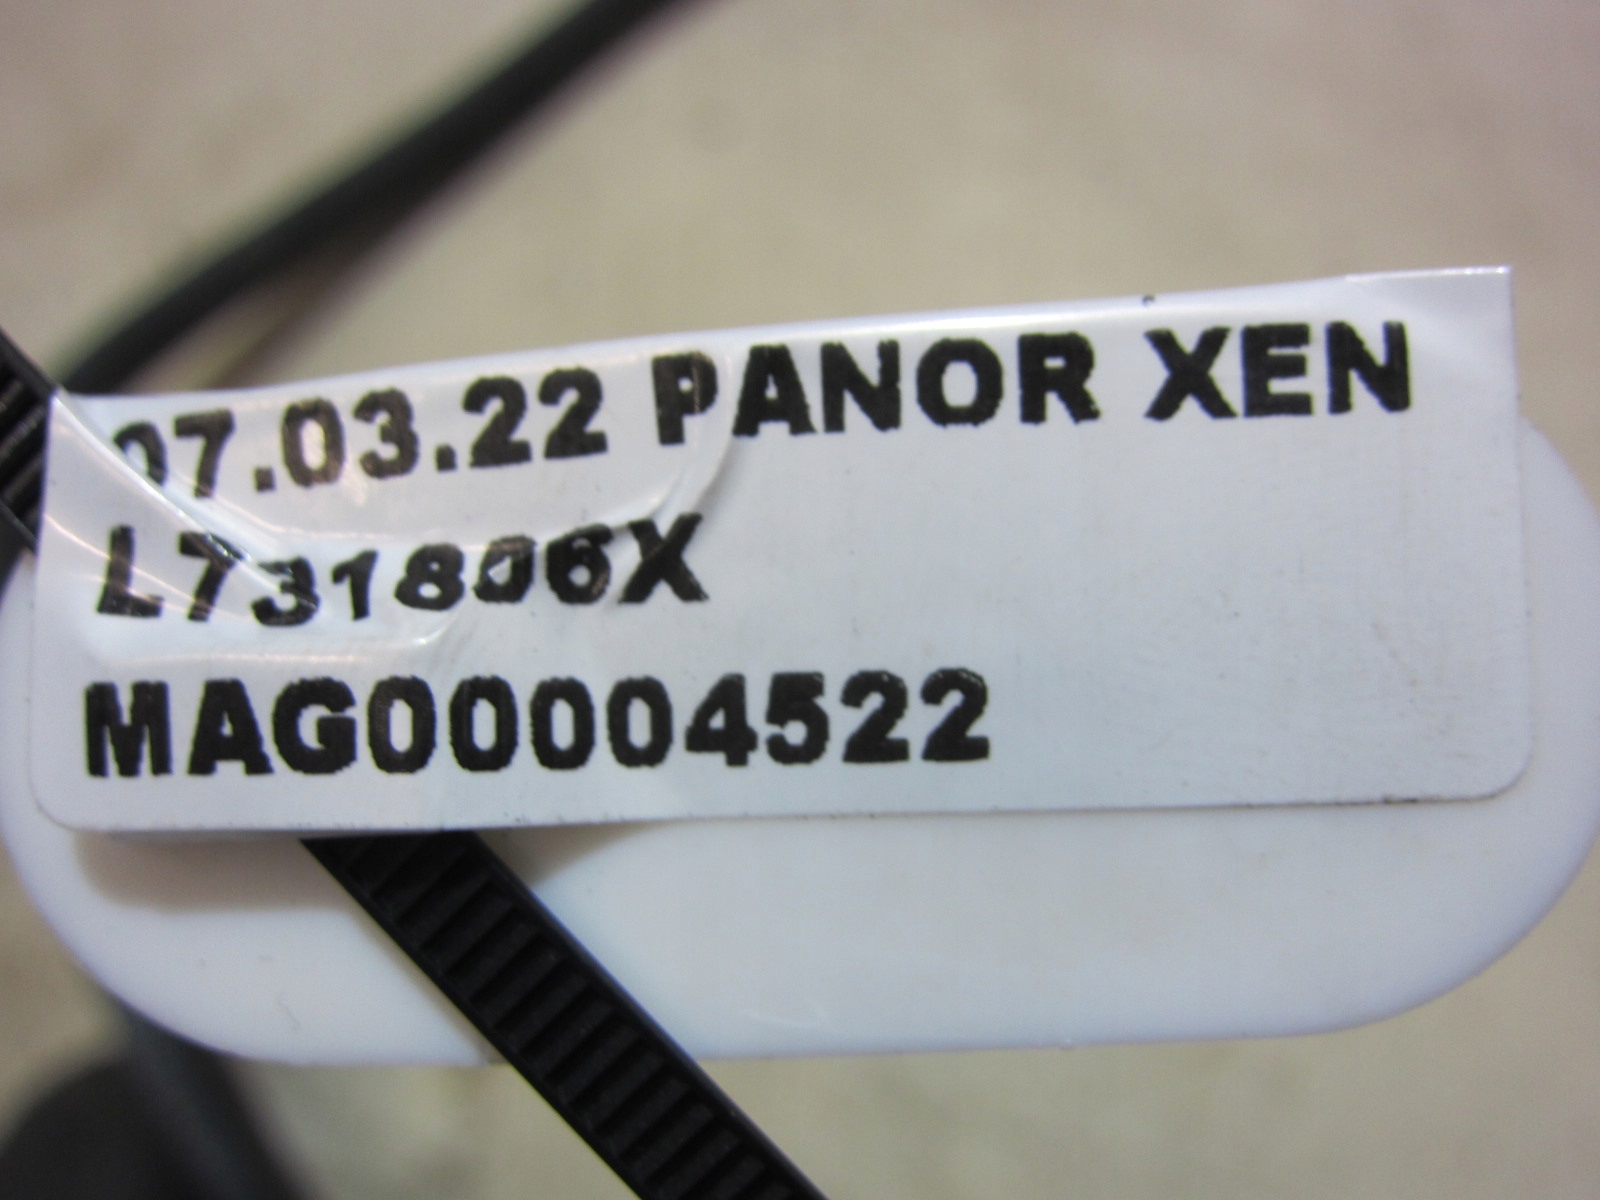 07.03.22 PANOR XEN
L731806X
MAG00004522